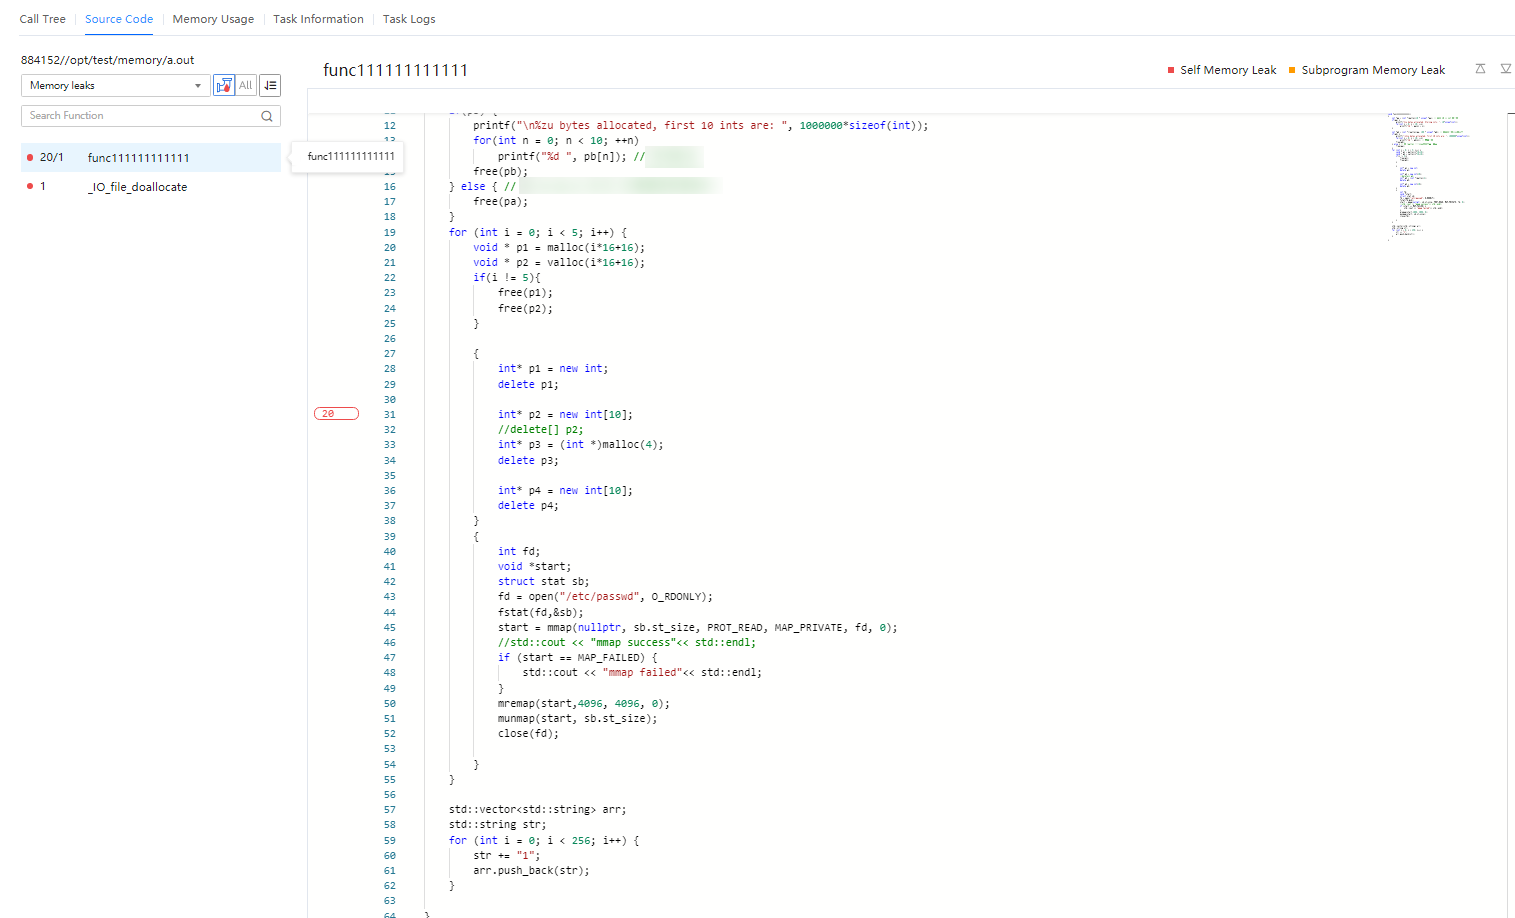 Call Tree Source Code Memory Usage Task Information Task Logs
884152//opt/test/memory/a.out
Memory leaks All
Search Function
20/1 func111111111111
1 _IO_file_doallocate
func111111111111
func111111111111
Self Memory Leak Subprogram Memory Leak
12 printf("\n%zu bytes allocated, first 10 ints are: ", 1000000*sizeof(int));
13 for(int n = 0; n < 10; ++n)
printf("%d ", pb[n]); //
15 free(pb);
16 } else { //
17 free(pa);
18 }
19 for (int i = 0; i < 5; i++) {
20 void * p1 = malloc(i*16+16);
21 void * p2 = valloc(i*16+16);
22 if(i != 5){
23 free(p1);
24 free(p2);
25 }
26
27 {
28 int* p1 = new int;
29 delete p1;
30
20 31 int* p2 = new int[10];
32 //delete[] p2;
33 int* p3 = (int *)malloc(4);
34 delete p3;
35
36 int* p4 = new int[10];
37 delete p4;
38 }
39 {
40 int fd;
41 void *start;
42 struct stat sb;
43 fd = open("/etc/passwd", O_RDONLY);
44 fstat(fd,&sb);
45 start = mmap(nullptr, sb.st_size, PROT_READ, MAP_PRIVATE, fd, 0);
46 //std::cout << "mmap success"<< std::endl;
47 if (start == MAP_FAILED) {
48 std::cout << "mmap failed"<< std::endl;
49 }
50 mremap(start,4096, 4096, 0);
51 munmap(start, sb.st_size);
52 close(fd);
53
54 }
55 }
56
57 std::vector<std::string> arr;
58 std::string str;
59 for (int i = 0; i < 256; i++) {
60 str += "1";
61 arr.push_back(str);
62 }
63
64 }